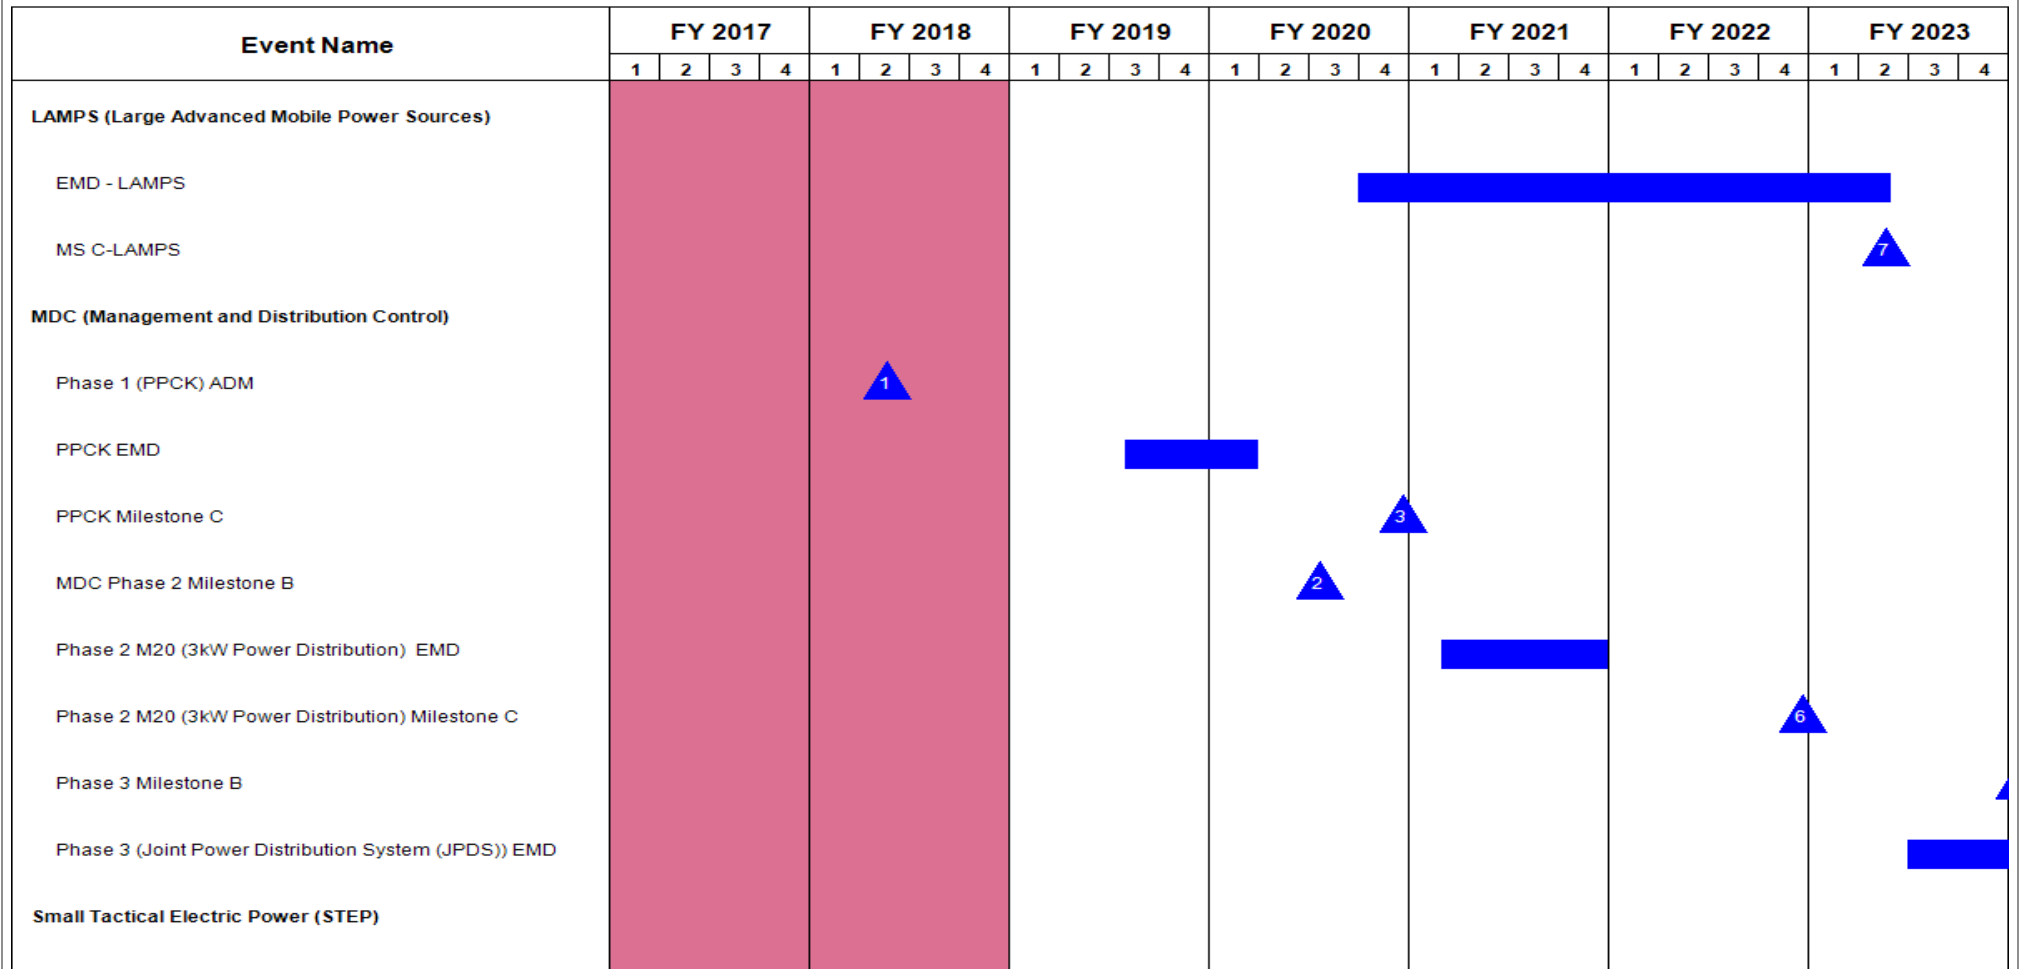 Event Name FY 2017 FY 2018 FY 2019 FY 2020 FY 2021 FY 2022 FY 2023
1 2 3 4 1 2 3 4 1 2 3 4 1 2 3 4 1 2 3 4 1 2 3 4 1 2 3 4
LAMPS (Large Advanced Mobile Power Sources)
EMD - LAMPS
MS C-LAMPS 7
MDC (Management and Distribution Control)
Phase 1 (PPCK) ADM 1
PPCK EMD
PPCK Milestone C 3
MDC Phase 2 Milestone B 2
Phase 2 M20 (3kW Power Distribution) EMD
Phase 2 M20 (3kW Power Distribution) Milestone C 6
Phase 3 Milestone B
Phase 3 (Joint Power Distribution System (JPDS)) EMD
Small Tactical Electric Power (STEP)